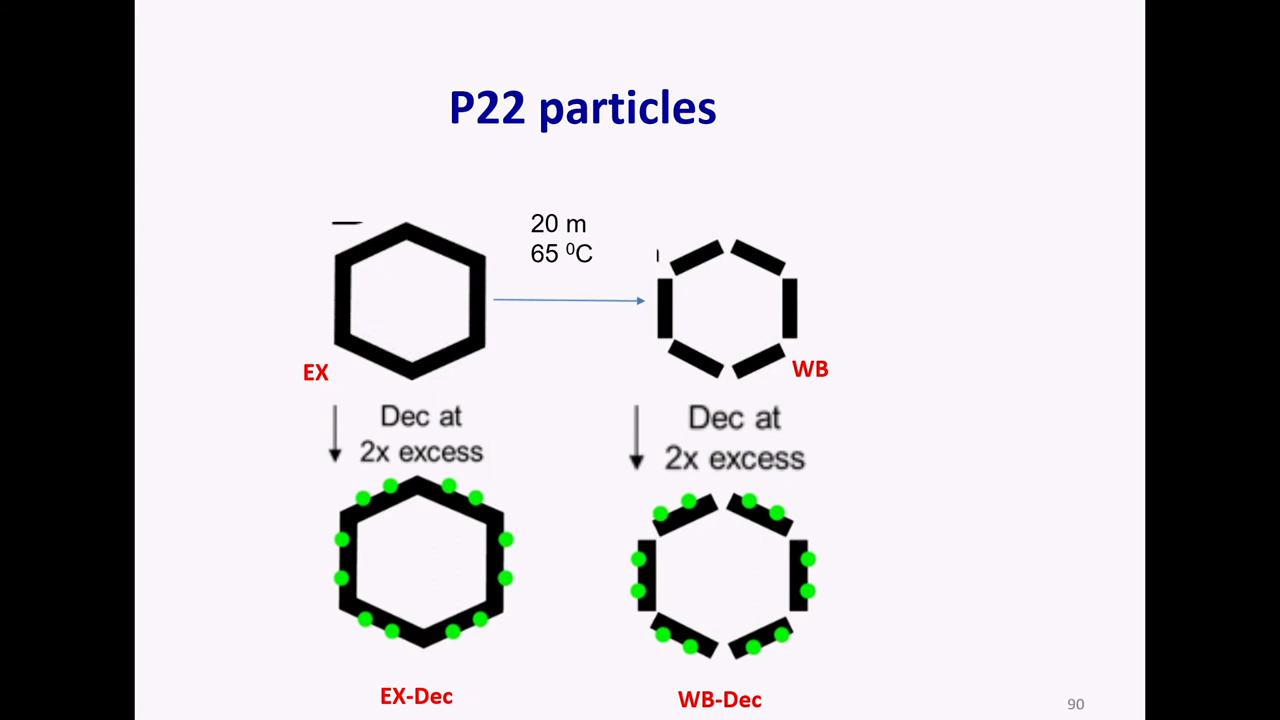 P22 particles
20 m
65 ⁰C
EX
WB
Dec at
2x excess
Dec at
2x excess
EX-Dec
WB-Dec
90